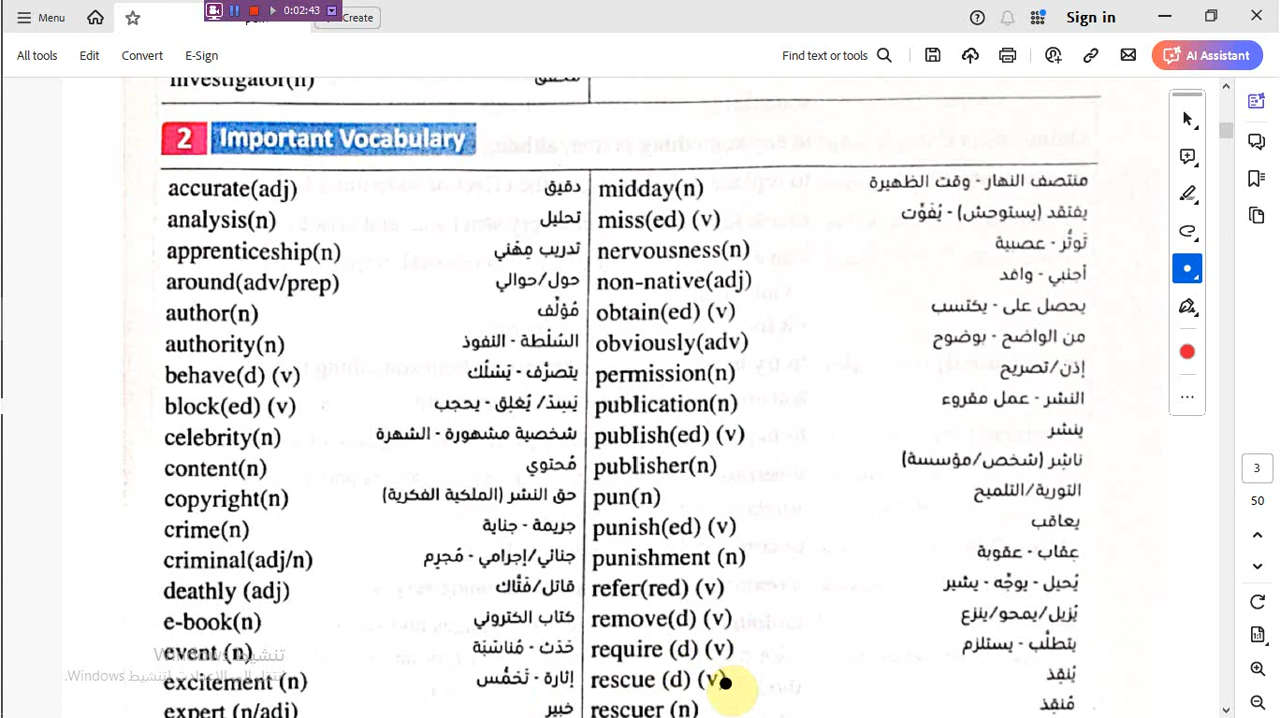 Menu
0:02:43
Create
Sign in
All tools Edit Convert E-Sign
Find text or tools
AI Assistant
investigator(n) محقق
2 Important Vocabulary
accurate(adj) دقيق midday(n) منتصف النهار - وقت الظهيرة
analysis(n) تحليل miss(ed) (v) يفتقد (يستوحش) - يُفَوِّت
apprenticeship(n) تدريب مِهَني nervousness(n) توتُّر - عصبية
around(adv/prep) حول/حوالي non-native(adj) أجنبي - وافد
author(n) مُؤلِّف obtain(ed) (v) يحصل على - يكتسب
authority(n) السُلْطة - النفوذ obviously(adv) من الواضح - بوضوح
behave(d) (v) يتصرَّف - يَسْلُك permission(n) إذن/تصريح
block(ed) (v) يَسِدّ/ يُغلِق - يحجب publication(n) النشر - عمل مقروء
celebrity(n) شخصية مشهورة - الشهرة publish(ed) (v) ينشر
content(n) مُحتوي publisher(n) ناشِر (شخص/مؤسسة)
copyright(n) حق النشر (الملكية الفكرية) pun(n) التورية/التلميح
crime(n) جريمة - جناية punish(ed) (v) يعاقب
criminal(adj/n) جنائي/إجرامي - مُجرِم punishment (n) عِقاب - عقوبة
deathly (adj) قاتل/فَتَّاك refer(red) (v) يُحيل - يوجِّه - يشير
e-book(n) كتاب الكتروني remove(d) (v) يُزيل/يمحو/ينزع
event (n) حَدَث - مُناسَبَة require (d) (v) يتطلَّب - يستلزم
excitement (n) إثارة - تَحَمُّس rescue (d) (v) يُنقِذ
expert (n/adj) خبير rescuer (n) مُنقِذ
تنشيط Windows
تنشيط Windows.
3
50